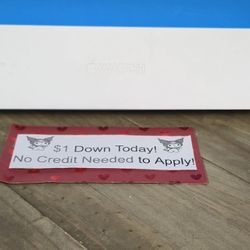 $1 Down Today!
No Credit Needed to Apply!